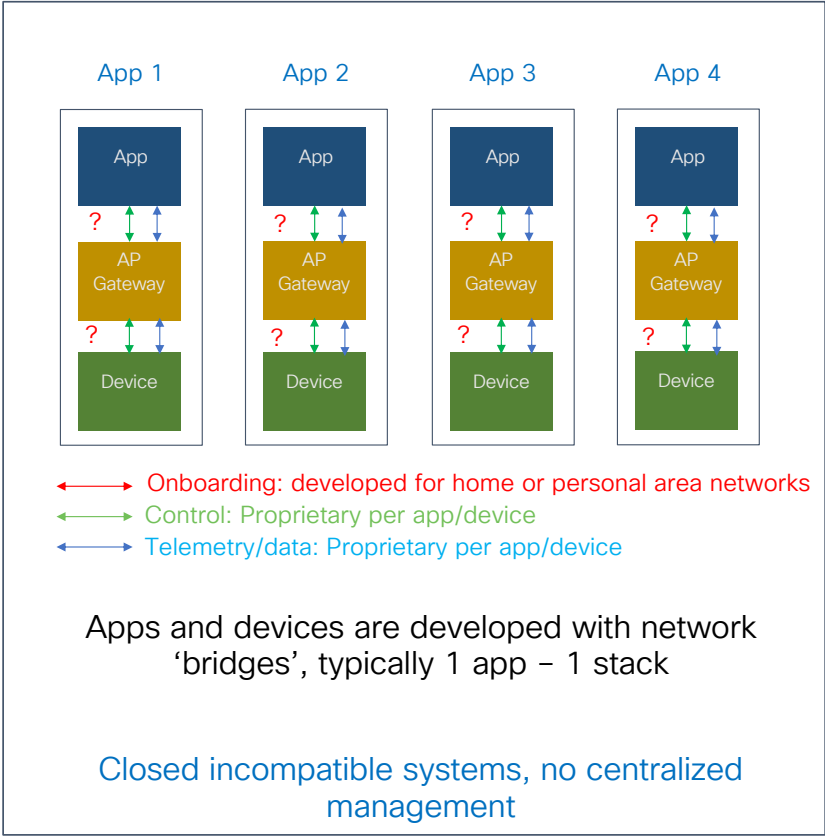 App 1
App 2
App 3
App 4
App
App
App
App
?
?
?
?
AP
Gateway
AP
Gateway
AP
Gateway
AP
Gateway
?
?
?
?
Device
Device
Device
Device
Onboarding: developed for home or personal area networks
Control: Proprietary per app/device
Telemetry/data: Proprietary per app/device
Apps and devices are developed with network
‘bridges’, typically 1 app – 1 stack
Closed incompatible systems, no centralized
management